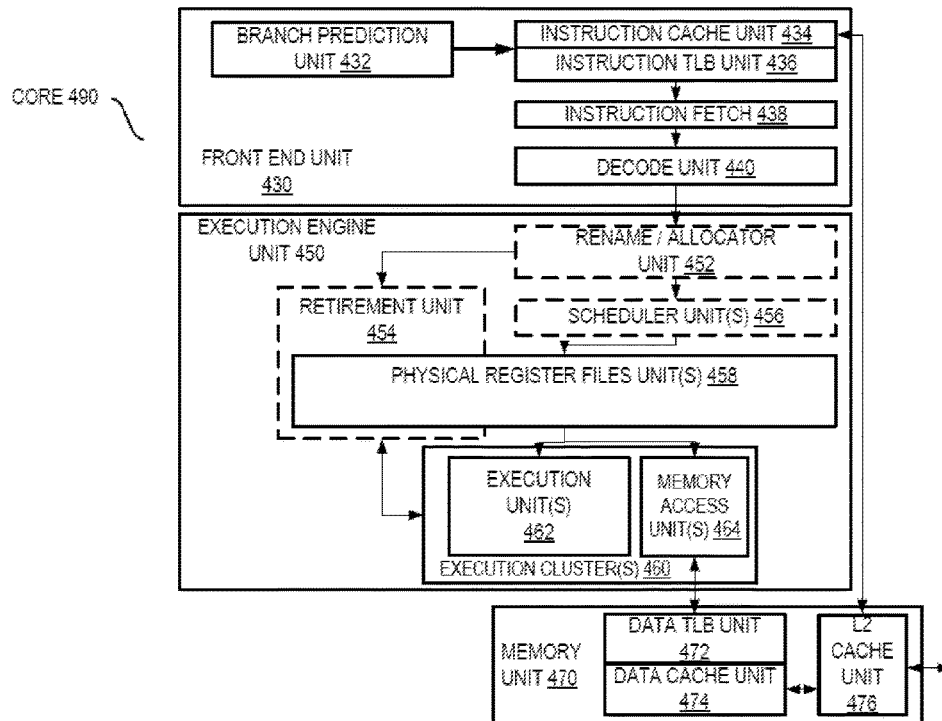 BRANCH PREDICTION
UNIT 432
INSTRUCTION CACHE UNIT 434
INSTRUCTION TLB UNIT 436
CORE 490
INSTRUCTION FETCH 438
FRONT END UNIT
430
DECODE UNIT 440
EXECUTION ENGINE
UNIT 450
RENAME / ALLOCATOR
UNIT 452
RETIREMENT UNIT
454
SCHEDULER UNIT(S) 456
PHYSICAL REGISTER FILES UNIT(S) 458
EXECUTION
UNIT(S)
462
MEMORY
ACCESS
UNIT(S) 464
EXECUTION CLUSTER(S) 460
MEMORY
UNIT 470
DATA TLB UNIT
472
DATA CACHE UNIT
474
L2
CACHE
UNIT
476